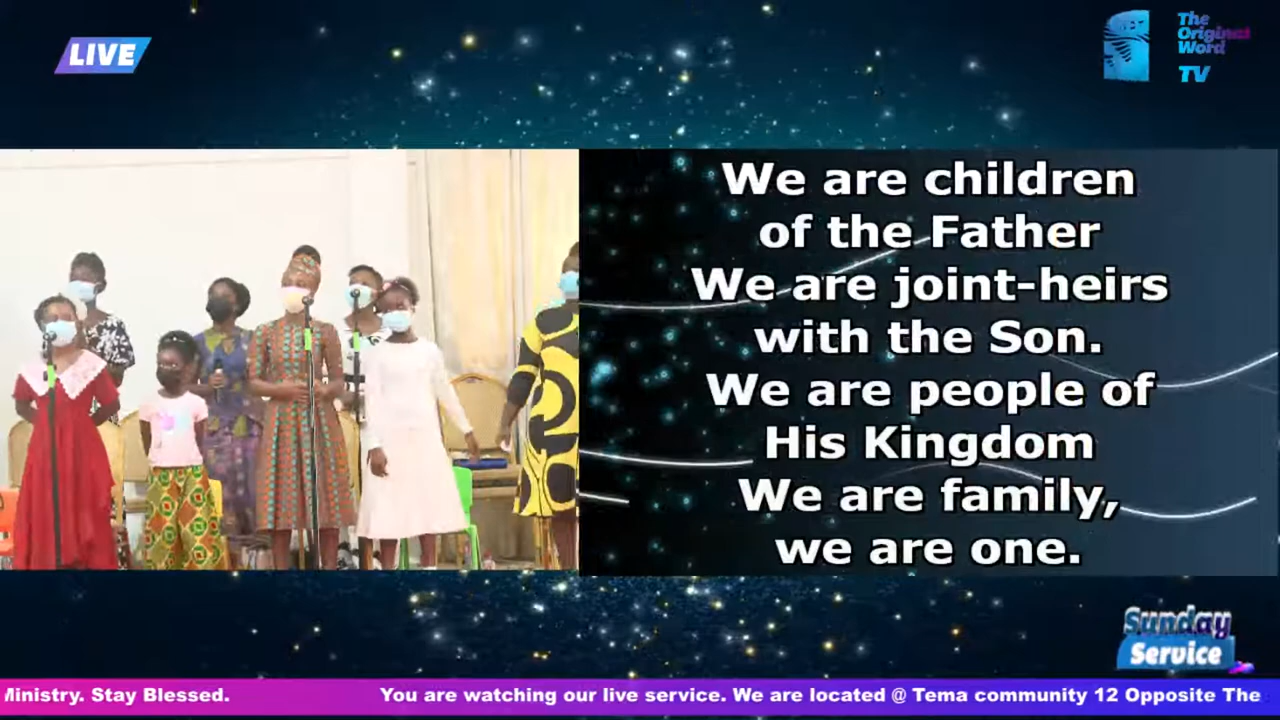 LIVE
The
Original
Word
TV
We are children
of the Father
We are joint-heirs
with the Son.
We are people of
His Kingdom
We are family,
we are one.
Sunday
Service
Ministry. Stay Blessed. You are watching our live service. We are located @ Tema community 12 Opposite The